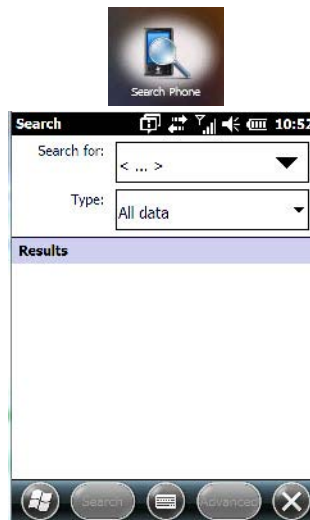 Search Phone
Search 10:52
Search for:
< ... >
Type:
All data
Results
Search Advanced